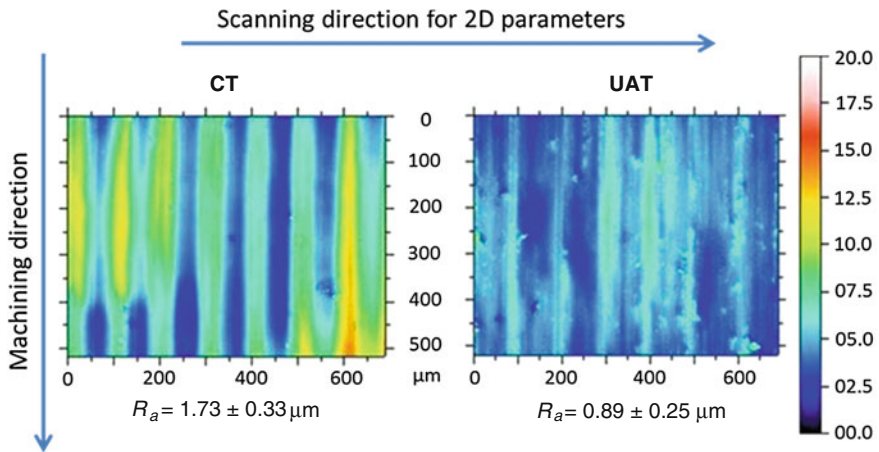 Scanning direction for 2D parameters
Machining direction
CT
UAT
0
100
200
300
400
500
μm
0 200 400 600
0 200 400 600
20.0
17.5
15.0
12.5
10.0
07.5
05.0
02.5
00.0
Ra = 1.73 ± 0.33 μm
Ra = 0.89 ± 0.25 μm